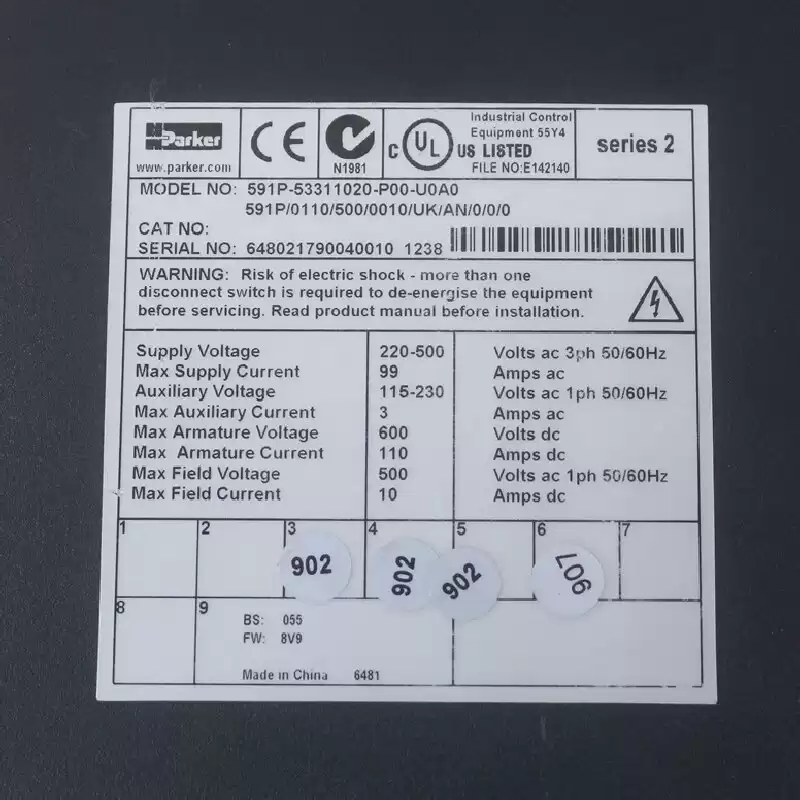 Parker
www.parker.com
CE
N1981
C UL US LISTED
Industrial Control
Equipment 55Y4
FILE NO:E142140
series 2
MODEL NO: 591P-53311020-P00-U0A0
591P/0110/500/0010/UK/AN/0/0/0
CAT NO:
SERIAL NO: 648021790040010 1238
WARNING: Risk of electric shock - more than one
disconnect switch is required to de-energise the equipment
before servicing. Read product manual before installation.
Supply Voltage 220-500 Volts ac 3ph 50/60Hz
Max Supply Current 99 Amps ac
Auxiliary Voltage 115-230 Volts ac 1ph 50/60Hz
Max Auxiliary Current 3 Amps ac
Max Armature Voltage 600 Volts dc
Max Armature Current 110 Amps dc
Max Field Voltage 500 Volts ac 1ph 50/60Hz
Max Field Current 10 Amps dc
1 2 3 4 5 6 7
902 902 902 907
8 9
BS: 055
FW: 8V9
Made in China 6481